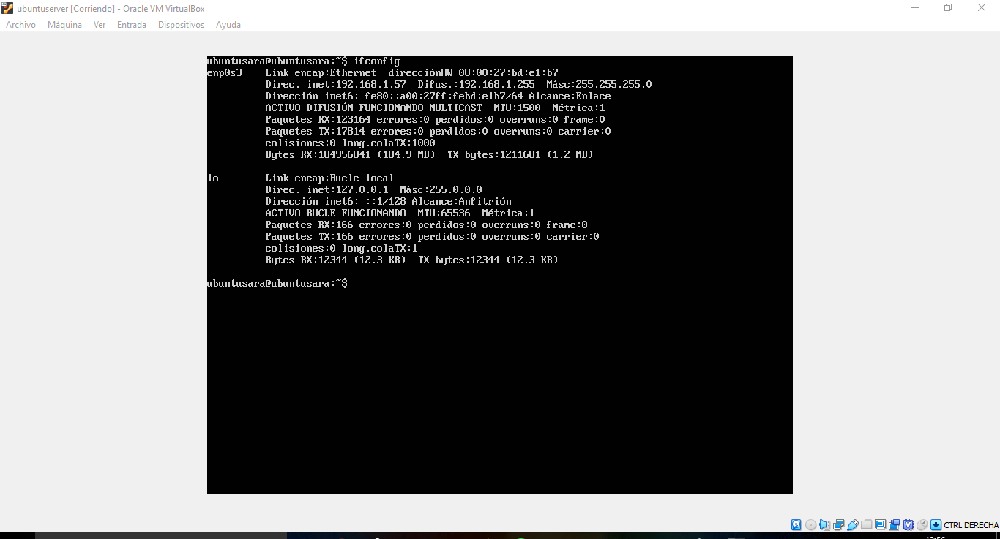 ubuntuserver [Corriendo] - Oracle VM VirtualBox
Archivo Máquina Ver Entrada Dispositivos Ayuda
ubuntusara@ubuntusara:~$ ifconfig
enp0s3 Link encap:Ethernet direcciónHW 08:00:27:bd:e1:b7
Direc. inet:192.168.1.57 Difus.:192.168.1.255 Másc:255.255.255.0
Dirección inet6: fe80::a00:27ff:febd:e1b7/64 Alcance:Enlace
ACTIVO DIFUSIÓN FUNCIONANDO MULTICAST MTU:1500 Métrica:1
Paquetes RX:123164 errores:0 perdidos:0 overruns:0 frame:0
Paquetes TX:17814 errores:0 perdidos:0 overruns:0 carrier:0
colisiones:0 long.colaTX:1000
Bytes RX:184956841 (184.9 MB) TX bytes:1211681 (1.2 MB)
lo Link encap:Bucle local
Direc. inet:127.0.0.1 Másc:255.0.0.0
Dirección inet6: ::1/128 Alcance:Anfitrión
ACTIVO BUCLE FUNCIONANDO MTU:65536 Métrica:1
Paquetes RX:166 errores:0 perdidos:0 overruns:0 frame:0
Paquetes TX:166 errores:0 perdidos:0 overruns:0 carrier:0
colisiones:0 long.colaTX:1
Bytes RX:12344 (12.3 KB) TX bytes:12344 (12.3 KB)
ubuntusara@ubuntusara:~$
CTRL DERECHA